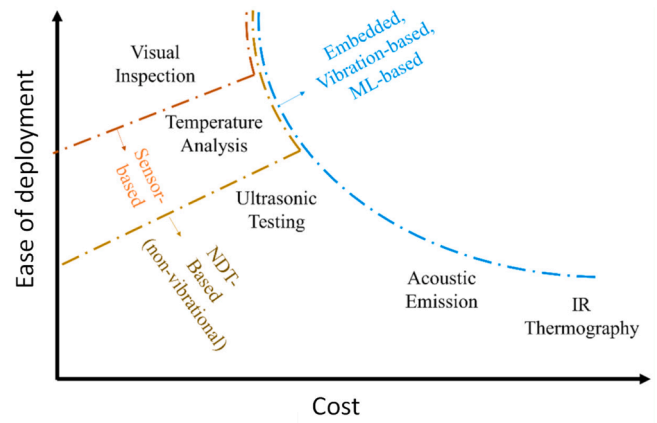 Ease of deployment
Visual
Inspection
Embedded,
Vibration-based,
ML-based
Temperature
Analysis
Sensor-
based
Ultrasonic
Testing
NDT-
Based
(non-vibrational)
Acoustic
Emission
IR
Thermography
Cost